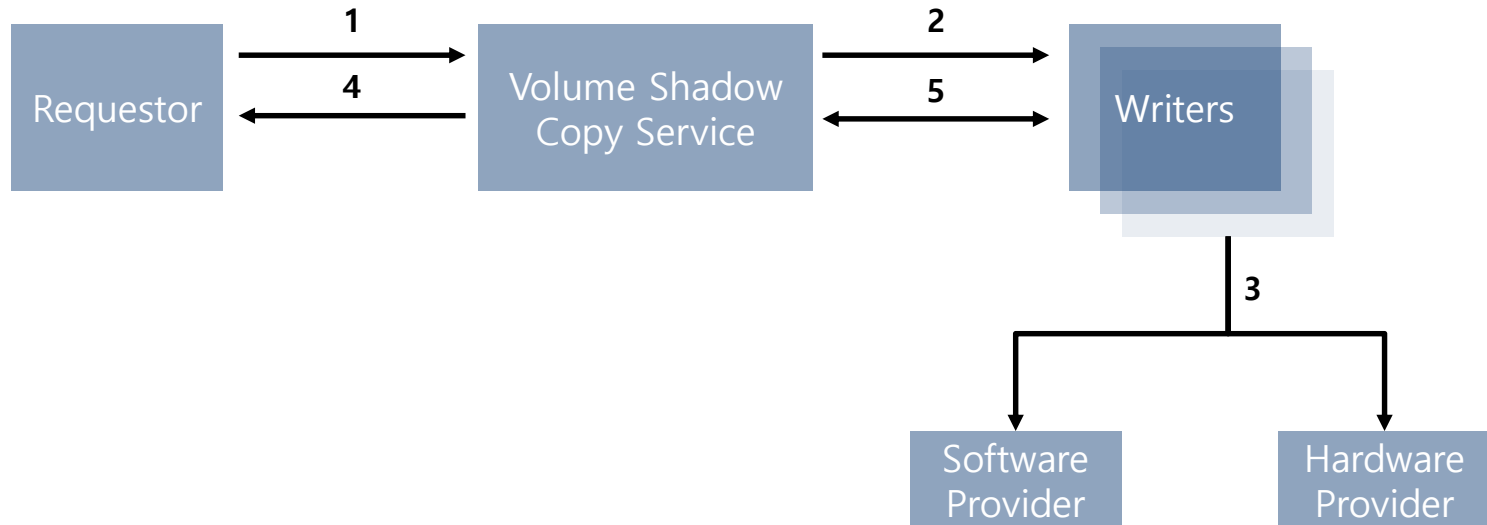 1
2
Requestor
4
Volume Shadow
Copy Service
5
Writers
3
Software
Provider
Hardware
Provider